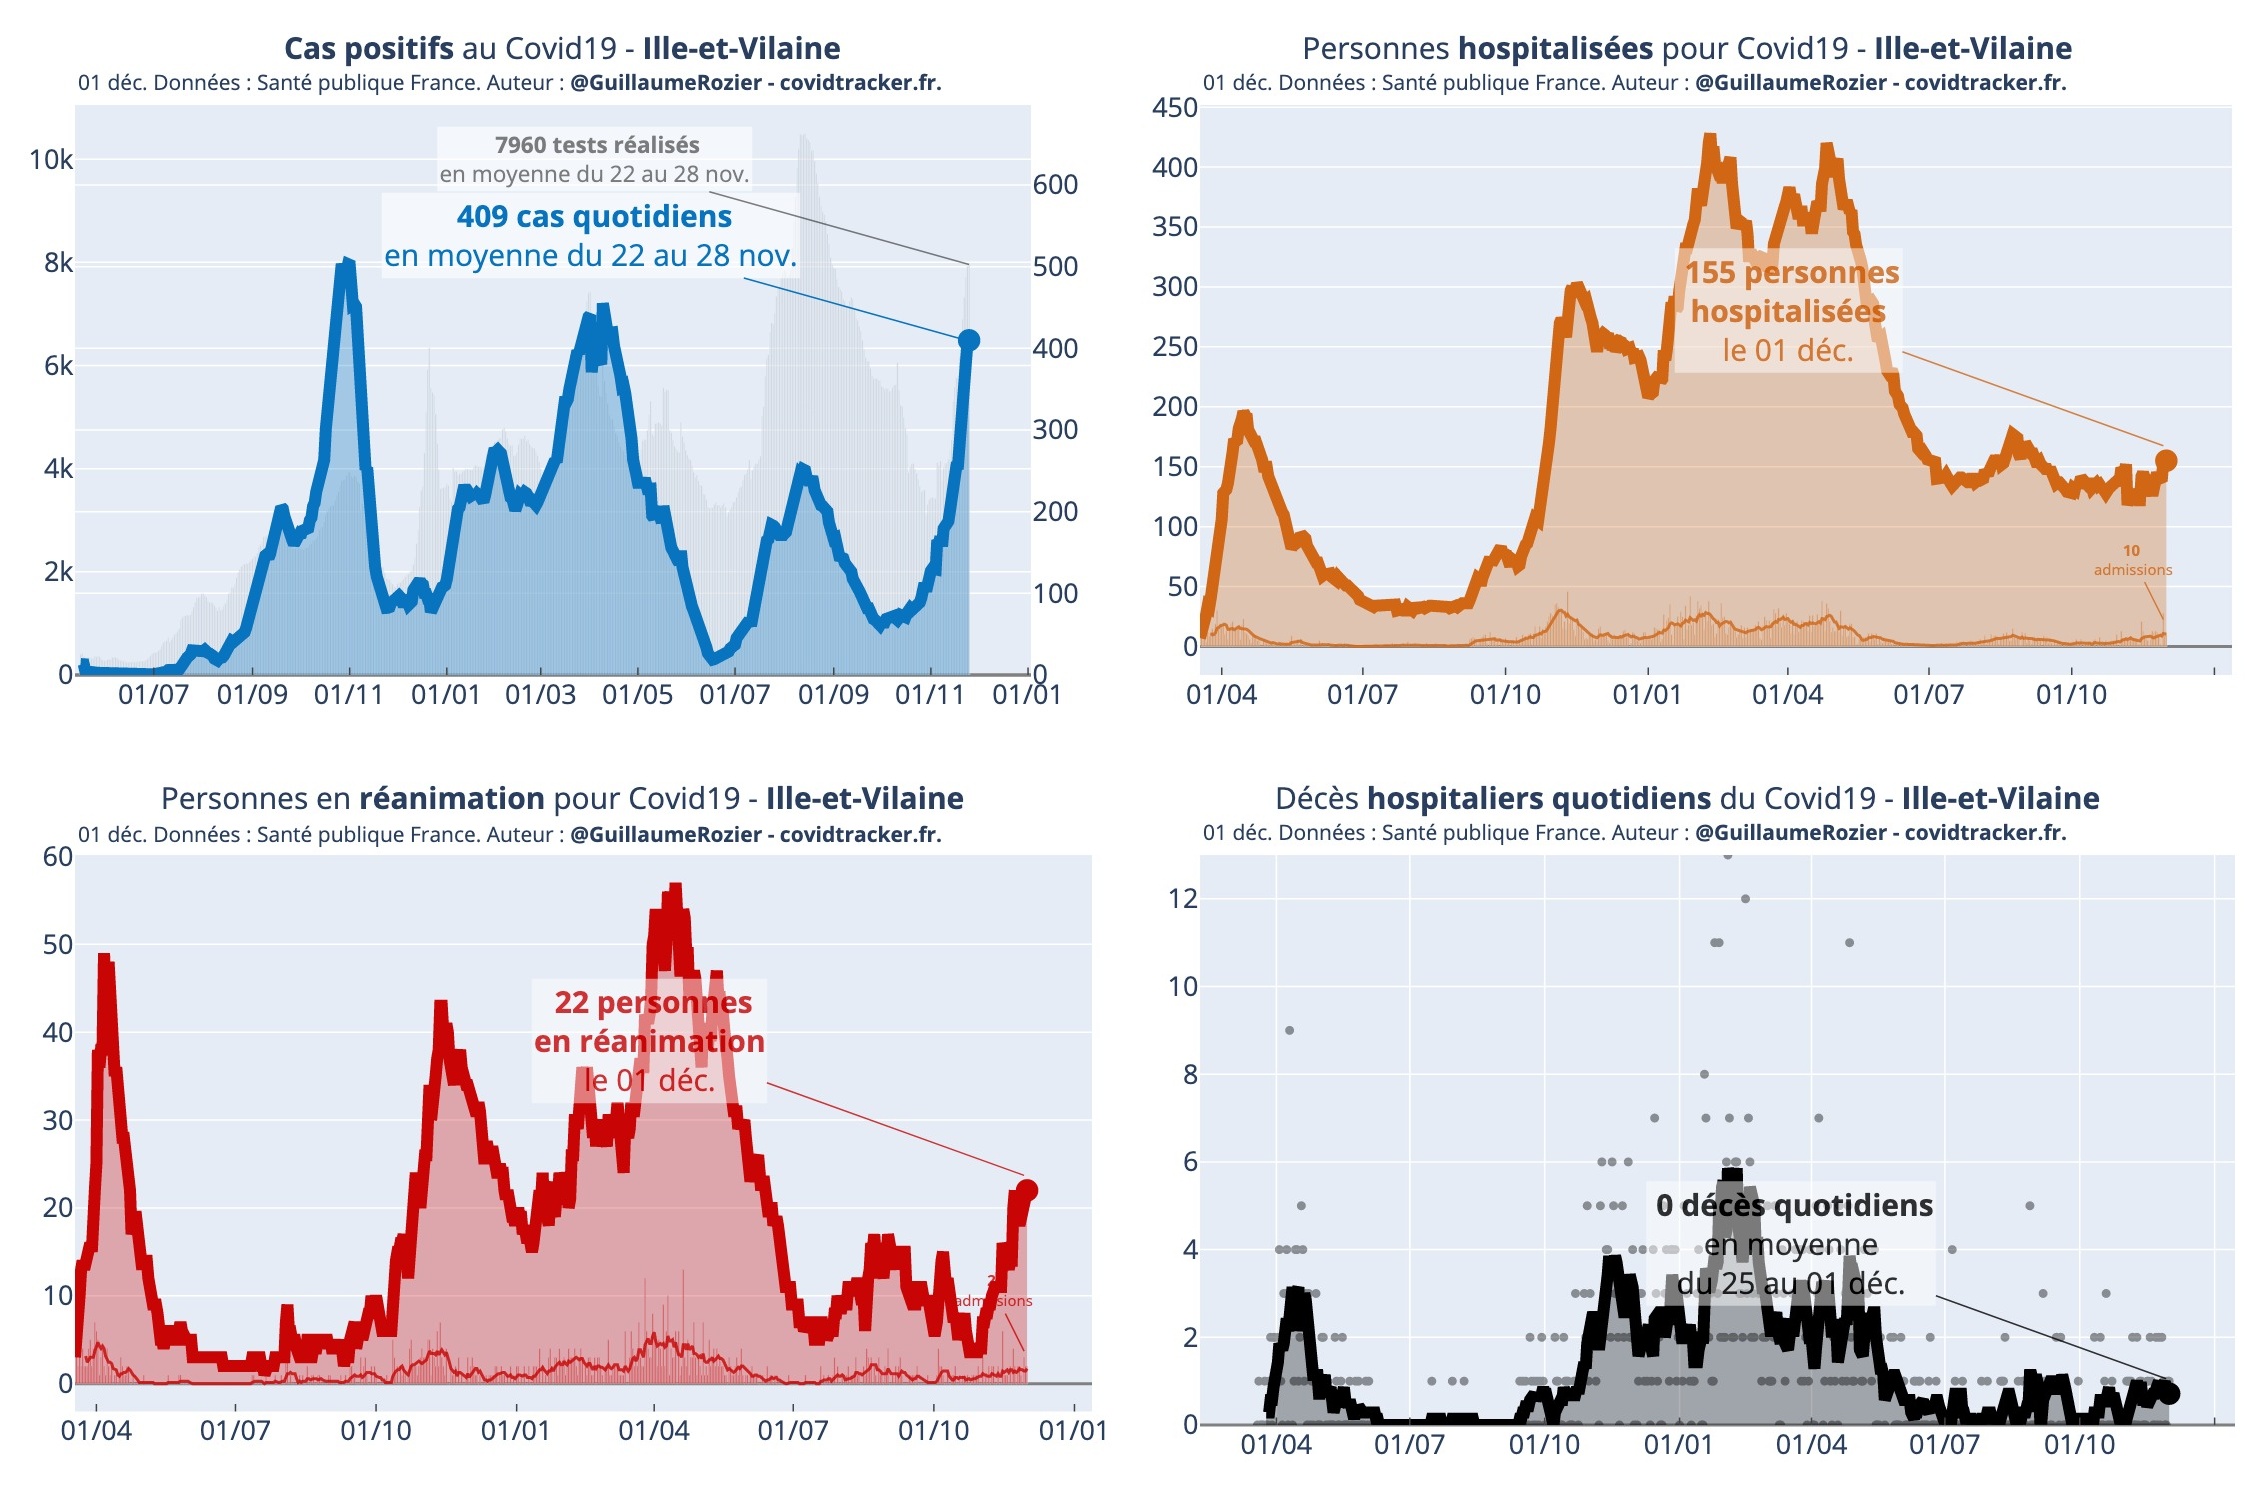 Cas positifs au Covid19 - Ille-et-Vilaine
01 déc. Données : Santé publique France. Auteur : @GuillaumeRozier - covidtracker.fr.
7960 tests réalisés
en moyenne du 22 au 28 nov.
409 cas quotidiens
en moyenne du 22 au 28 nov.
10k
8k
6k
4k
2k
0
600
500
400
300
200
100
0
01/07 01/09 01/11 01/01 01/03 01/05 01/07 01/09 01/11 01/01
Personnes hospitalisées pour Covid19 - Ille-et-Vilaine
01 déc. Données : Santé publique France. Auteur : @GuillaumeRozier - covidtracker.fr.
450
400
350
300
250
200
150
100
50
0
155 personnes
hospitalisées
le 01 déc.
10
admissions
01/04 01/07 01/10 01/01 01/04 01/07 01/10
Personnes en réanimation pour Covid19 - Ille-et-Vilaine
01 déc. Données : Santé publique France. Auteur : @GuillaumeRozier - covidtracker.fr.
60
50
40
30
20
10
0
22 personnes
en réanimation
le 01 déc.
2
admissions
01/04 01/07 01/10 01/01 01/04 01/07 01/10 01/01
Décès hospitaliers quotidiens du Covid19 - Ille-et-Vilaine
01 déc. Données : Santé publique France. Auteur : @GuillaumeRozier - covidtracker.fr.
12
10
8
6
4
2
0
0 décès quotidiens
en moyenne
du 25 au 01 déc.
01/04 01/07 01/10 01/01 01/04 01/07 01/10